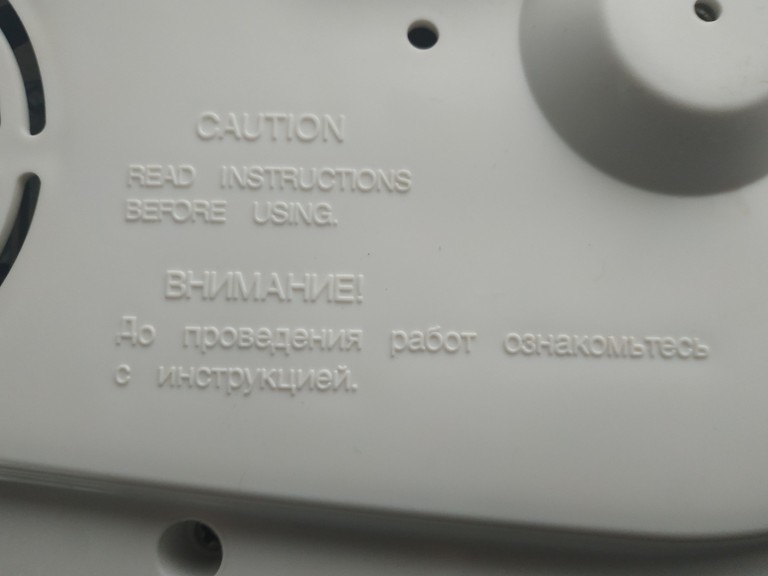 CAUTION
READ INSTRUCTIONS
BEFORE USING.
ВНИМАНИЕ!
До проведения работ ознакомьтесь
с инструкцией.